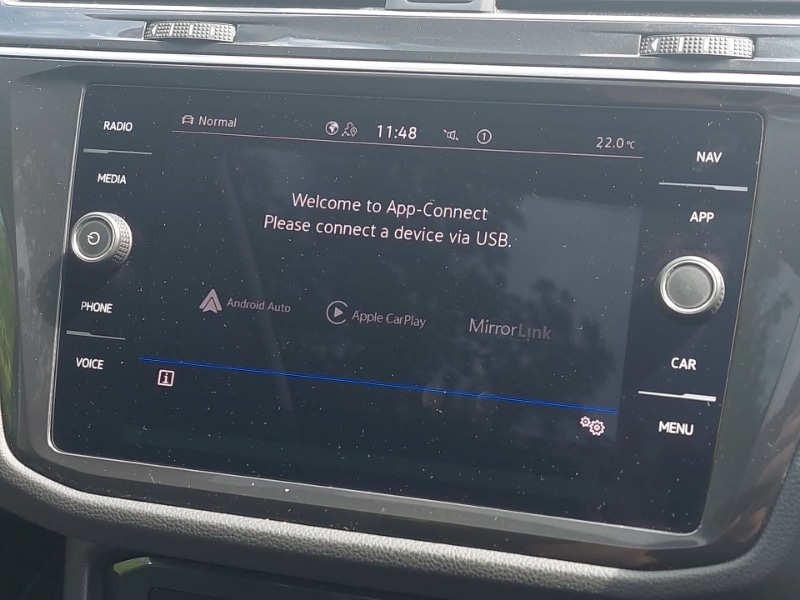 RADIO
MEDIA
PHONE
VOICE
Normal
11:48
1
22.0°C
Welcome to App-Connect
Please connect a device via USB.
Android Auto
Apple CarPlay
MirrorLink
i
NAV
APP
CAR
MENU